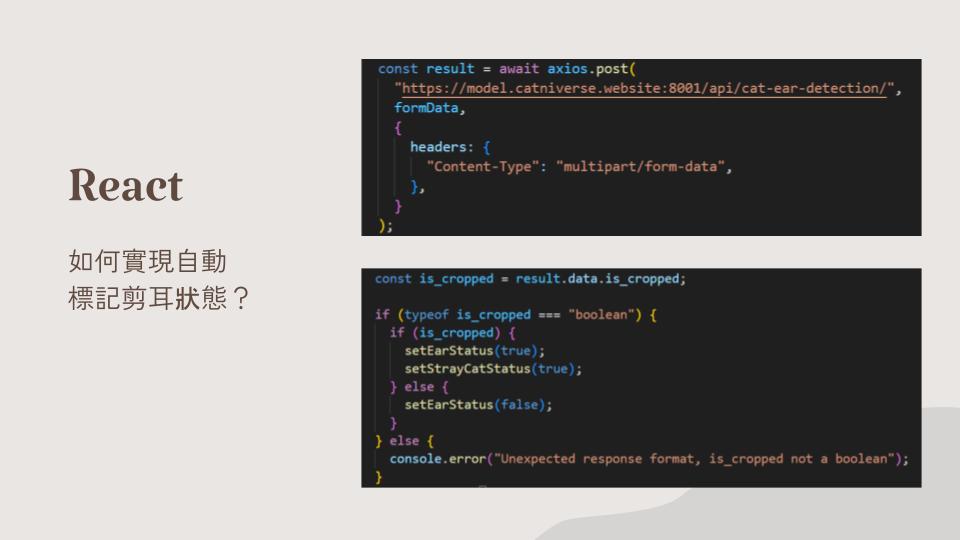 React
如何實現自動
標記剪耳狀態？
const result = await axios.post(
"https://model.catniverse.website:8001/api/cat-ear-detection/",
formData,
{
headers: {
"Content-Type": "multipart/form-data",
},
}
);
const is_cropped = result.data.is_cropped;
if (typeof is_cropped === "boolean") {
if (is_cropped) {
setEarStatus(true);
setStrayCatStatus(true);
} else {
setEarStatus(false);
}
} else {
console.error("Unexpected response format, is_cropped not a boolean");
}